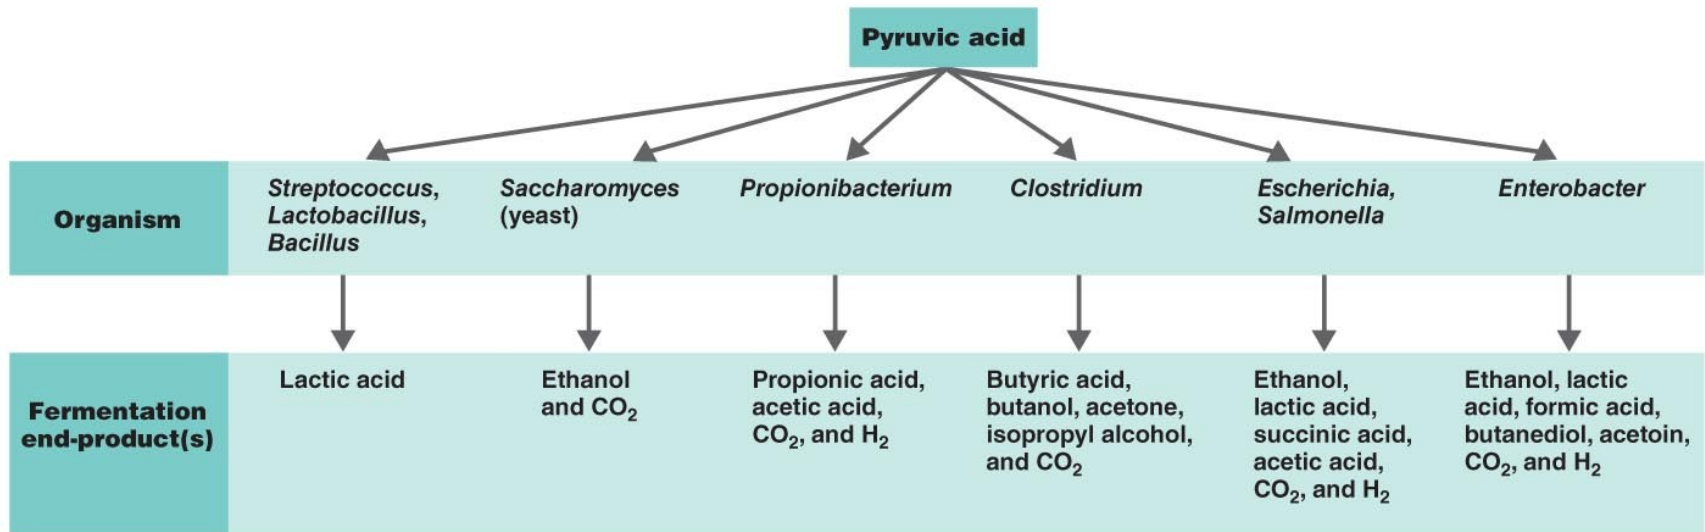 Pyruvic acid
Organism
Streptococcus,
Lactobacillus,
Bacillus
Saccharomyces
(yeast)
Propionibacterium
Clostridium
Escherichia,
Salmonella
Enterobacter
Fermentation
end-product(s)
Lactic acid
Ethanol
and CO₂
Propionic acid,
acetic acid,
CO₂, and H₂
Butyric acid,
butanol, acetone,
isopropyl alcohol,
and CO₂
Ethanol,
lactic acid,
succinic acid,
acetic acid,
CO₂, and H₂
Ethanol, lactic
acid, formic acid,
butanediol, acetoin,
CO₂, and H₂